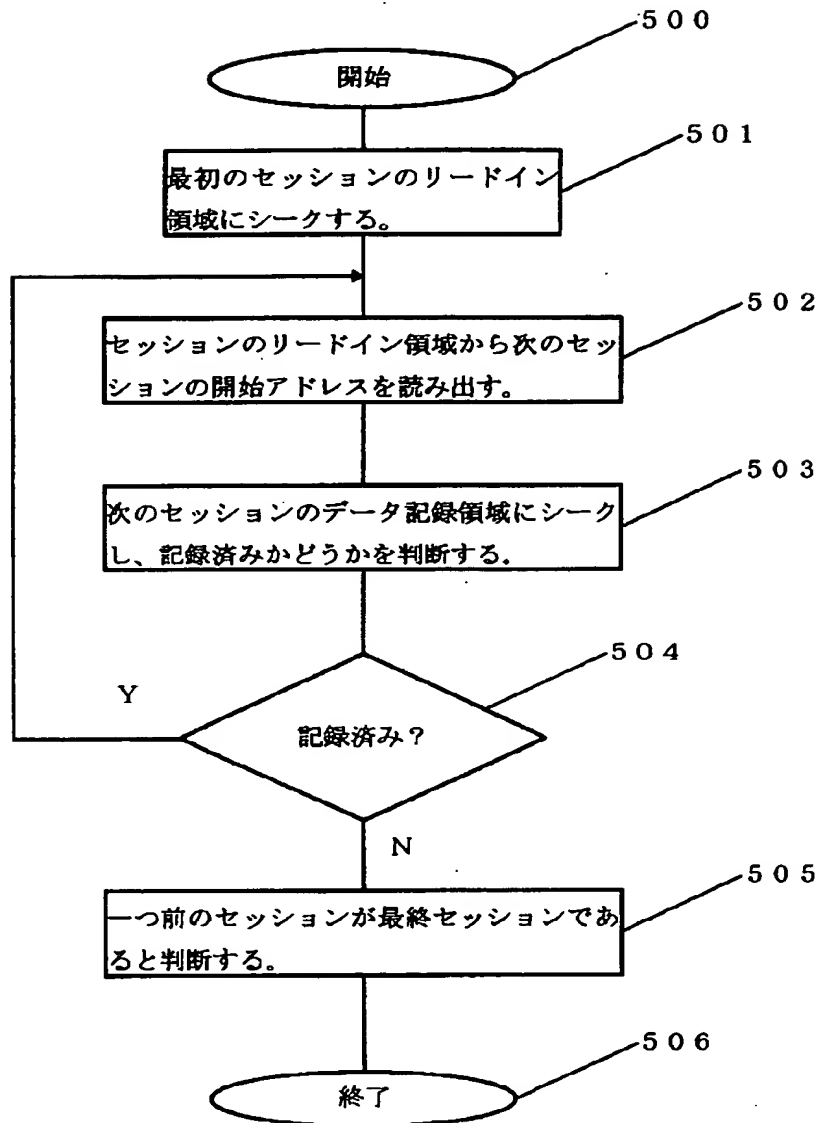 500
開始
501
最初のセッションのリードイン
領域にシークする。
502
セッションのリードイン領域から次のセッ
ションの開始アドレスを読み出す。
503
次のセッションのデータ記録領域にシーク
し、記録済みかどうかを判断する.
504
Y
記録済み？
N
505
一つ前のセッションが最終セッションであ
ると判断する。
506
終了